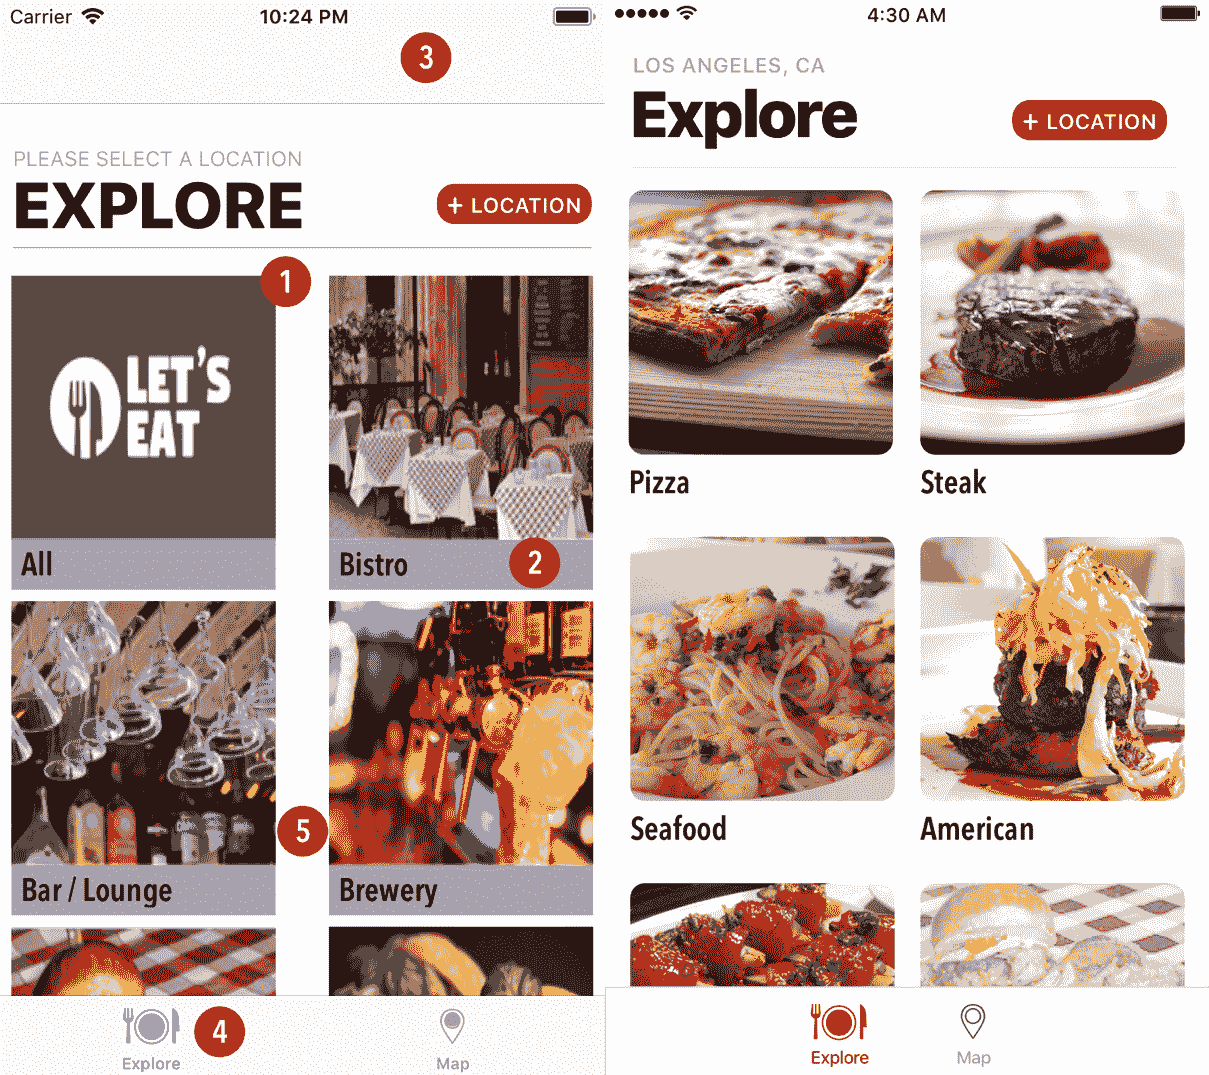 Carrier 10:24 PM
3
PLEASE SELECT A LOCATION
EXPLORE
+ LOCATION
1
LET'S
EAT
All
Bistro
2
5
Bar / Lounge
Brewery
Explore
4
Map
4:30 AM
LOS ANGELES, CA
Explore
+ LOCATION
Pizza
Steak
Seafood
American
Explore
Map